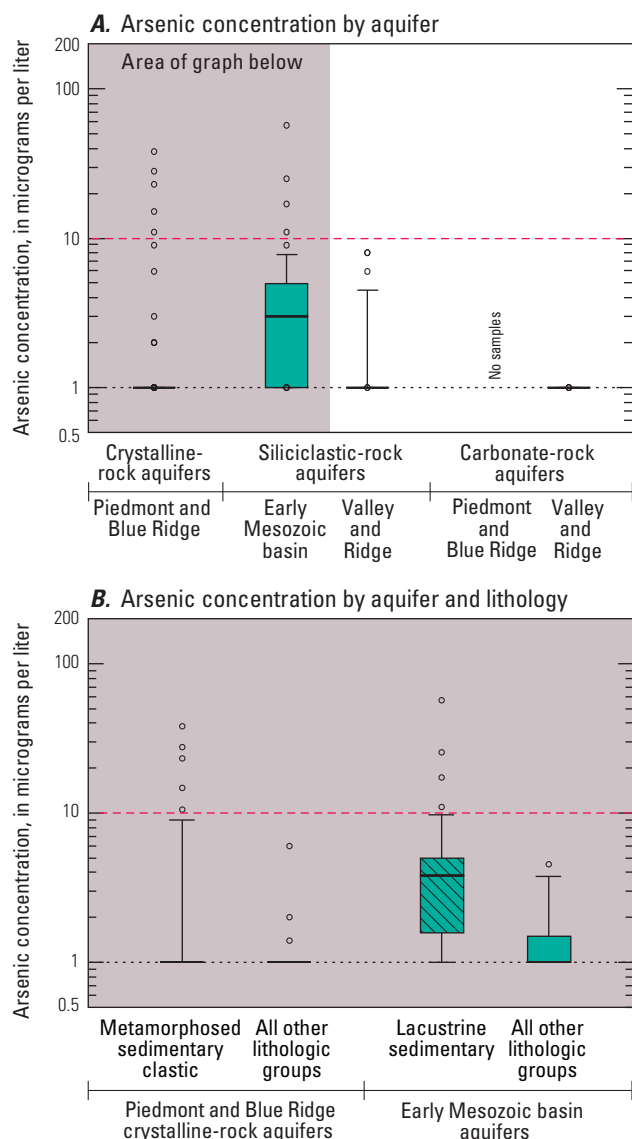 A. Arsenic concentration by aquifer
Arsenic concentration, in micrograms per liter
200
100
10
1
0.5
Area of graph below
No samples
Crystalline-
rock aquifers
Siliciclastic-rock
aquifers
Carbonate-rock
aquifers
Piedmont and
Blue Ridge
Early
Mesozoic
basin
Valley
and
Ridge
Piedmont
and
Blue Ridge
Valley
and
Ridge
B. Arsenic concentration by aquifer and lithology
Arsenic concentration, in micrograms per liter
200
100
10
1
0.5
Metamorphosed
sedimentary
clastic
All other
lithologic
groups
Lacustrine
sedimentary
All other
lithologic
groups
Piedmont and Blue Ridge
crystalline-rock aquifers
Early Mesozoic basin
aquifers